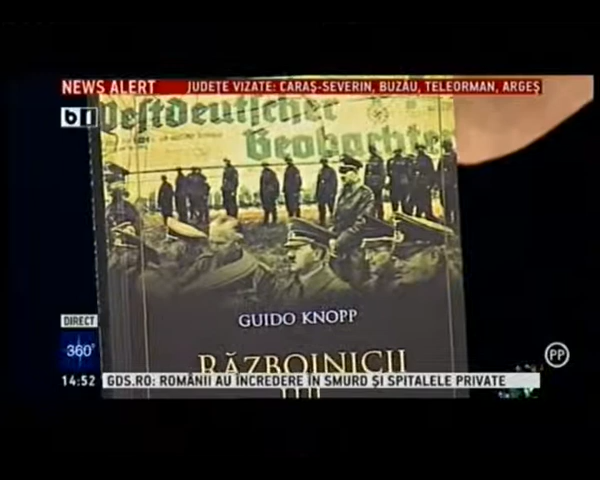 NEWS ALERT JUDEȚE VIZATE: CARAȘ-SEVERIN, BUZĂU, TELEORMAN, ARGEȘ
b1
Westdeutscher
Beobachter
GUIDO KNOPP
DIRECT
RĂZBOINICII
360°
PP
14:52 GDS.RO: ROMÂNII AU ÎNCREDERE ÎN SMURD ȘI SPITALELE PRIVATE